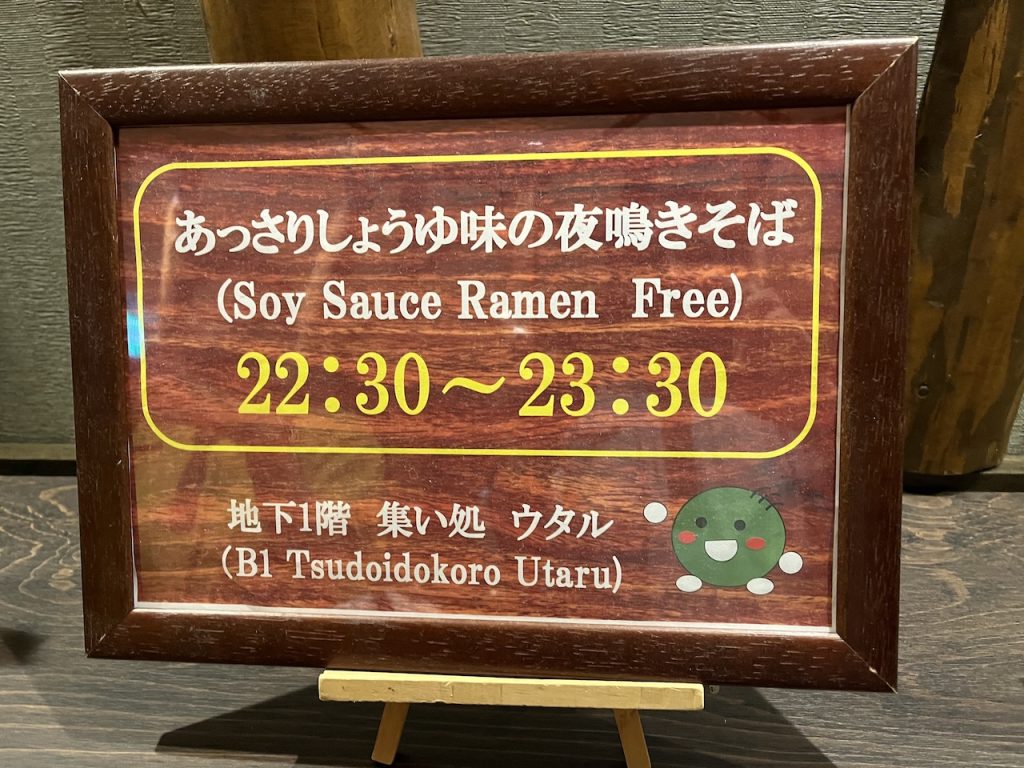 あっさりしょうゆ味の夜鳴きそば
(Soy Sauce Ramen Free)
22:30～23:30
地下1階 集い処 ウタル
(B1 Tsudoidokoro Utaru)